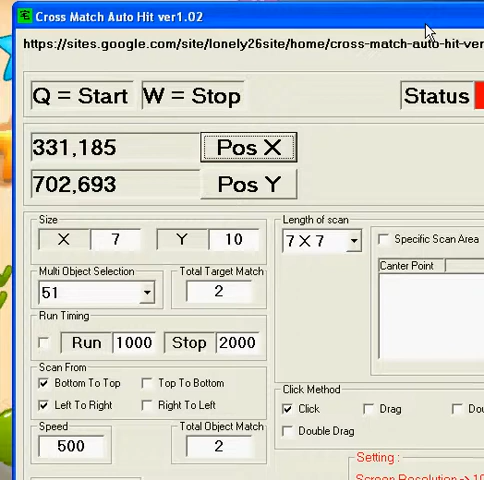 Cross Match Auto Hit ver1.02
https://sites.google.com/site/lonely26site/home/cross-match-auto-hit-ver
Q = Start W = Stop Status
331,185 Pos X
702,693 Pos Y
Size Length of scan
X 7 Y 10 7 X 7 Specific Scan Area
Multi Object Selection Total Target Match Canter Point
51 2
Run Timing
Run 1000 Stop 2000
Scan From
Bottom To Top Top To Bottom Click Method
Left To Right Right To Left Click Drag
Speed Total Object Match Double Drag
500 2 Setting :